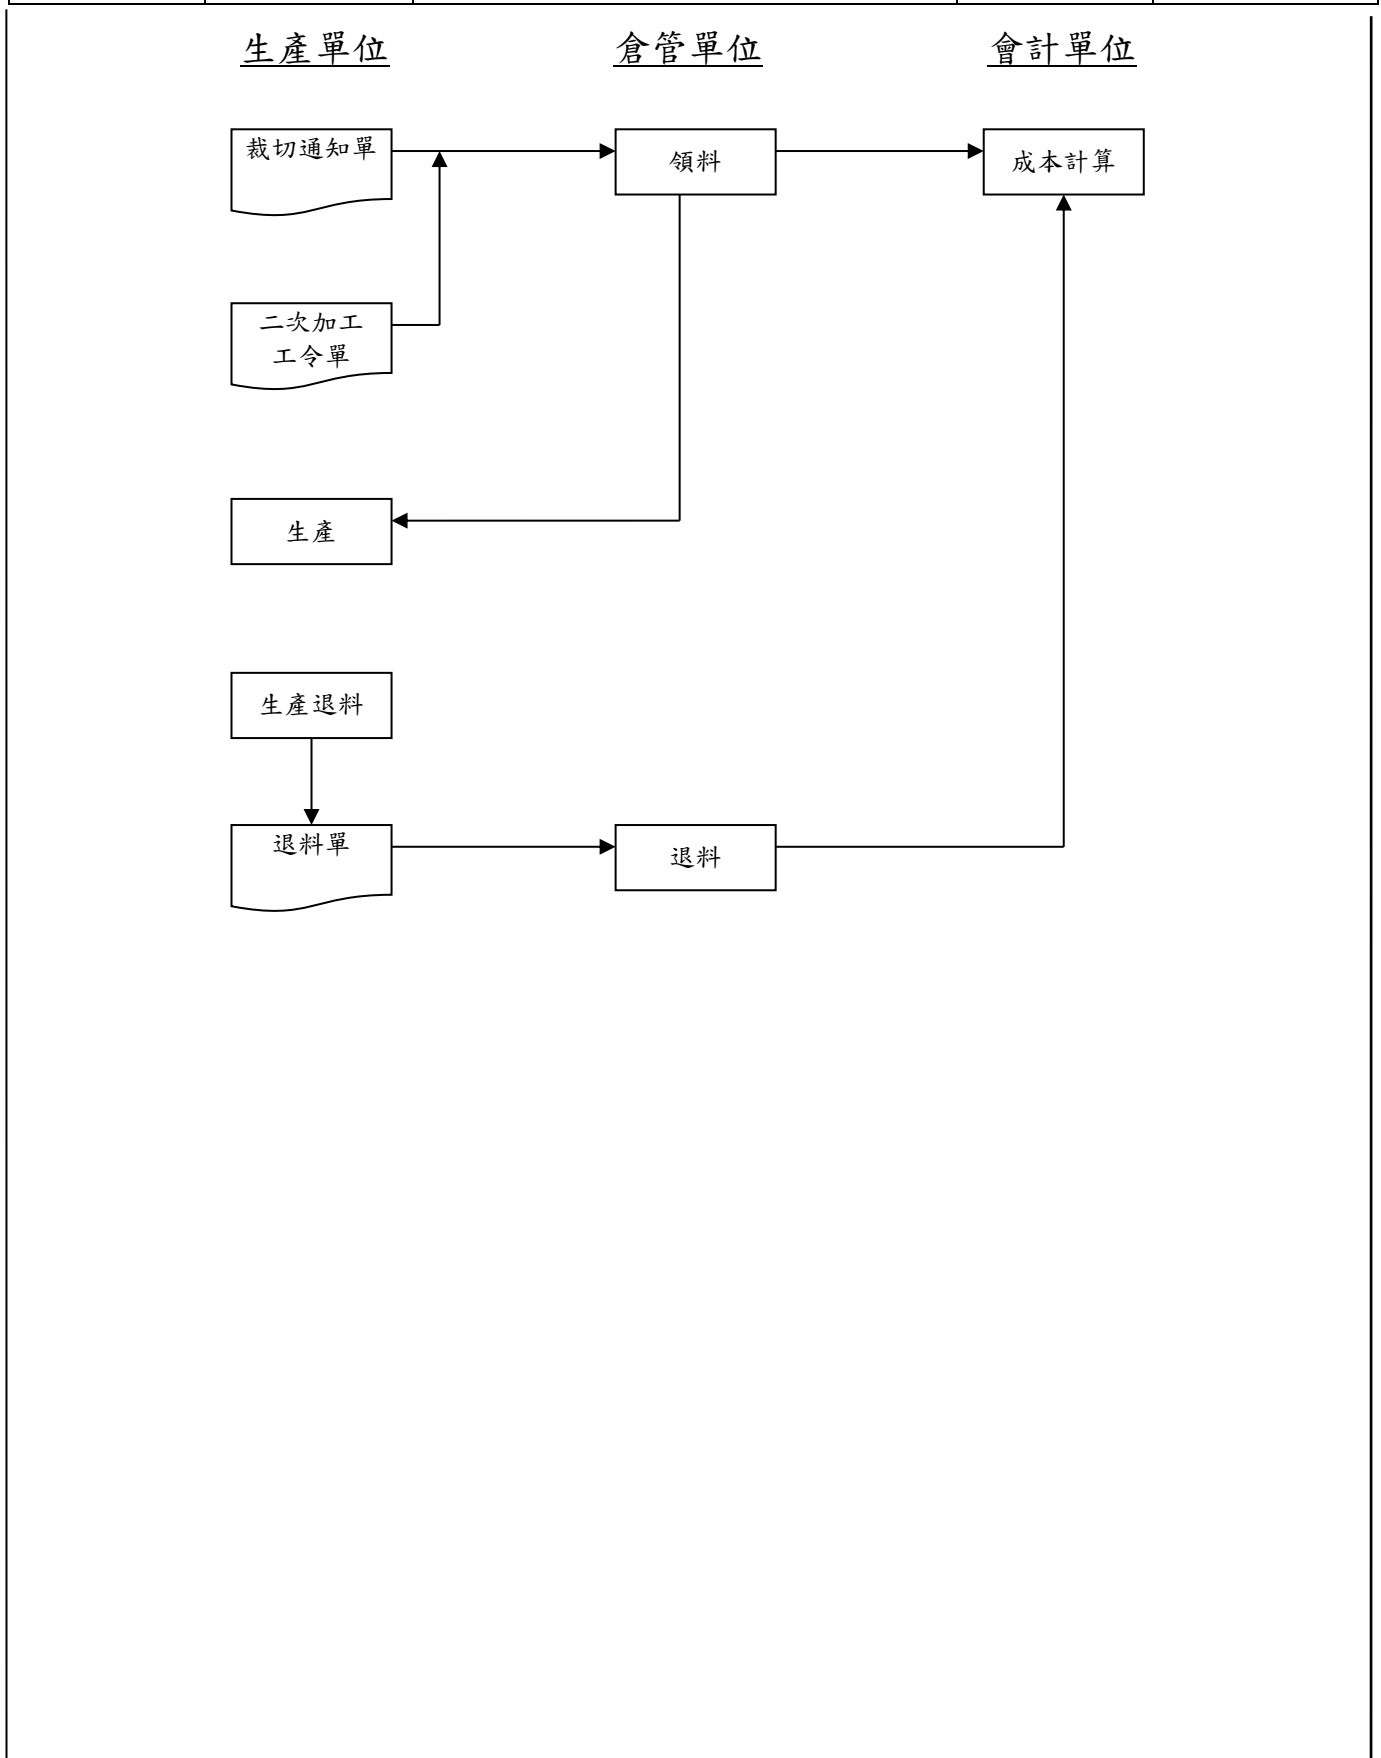 生產單位
倉管單位
會計單位
裁切通知單
領料
成本計算
二次加工
工令單
生產
生產退料
退料單
退料